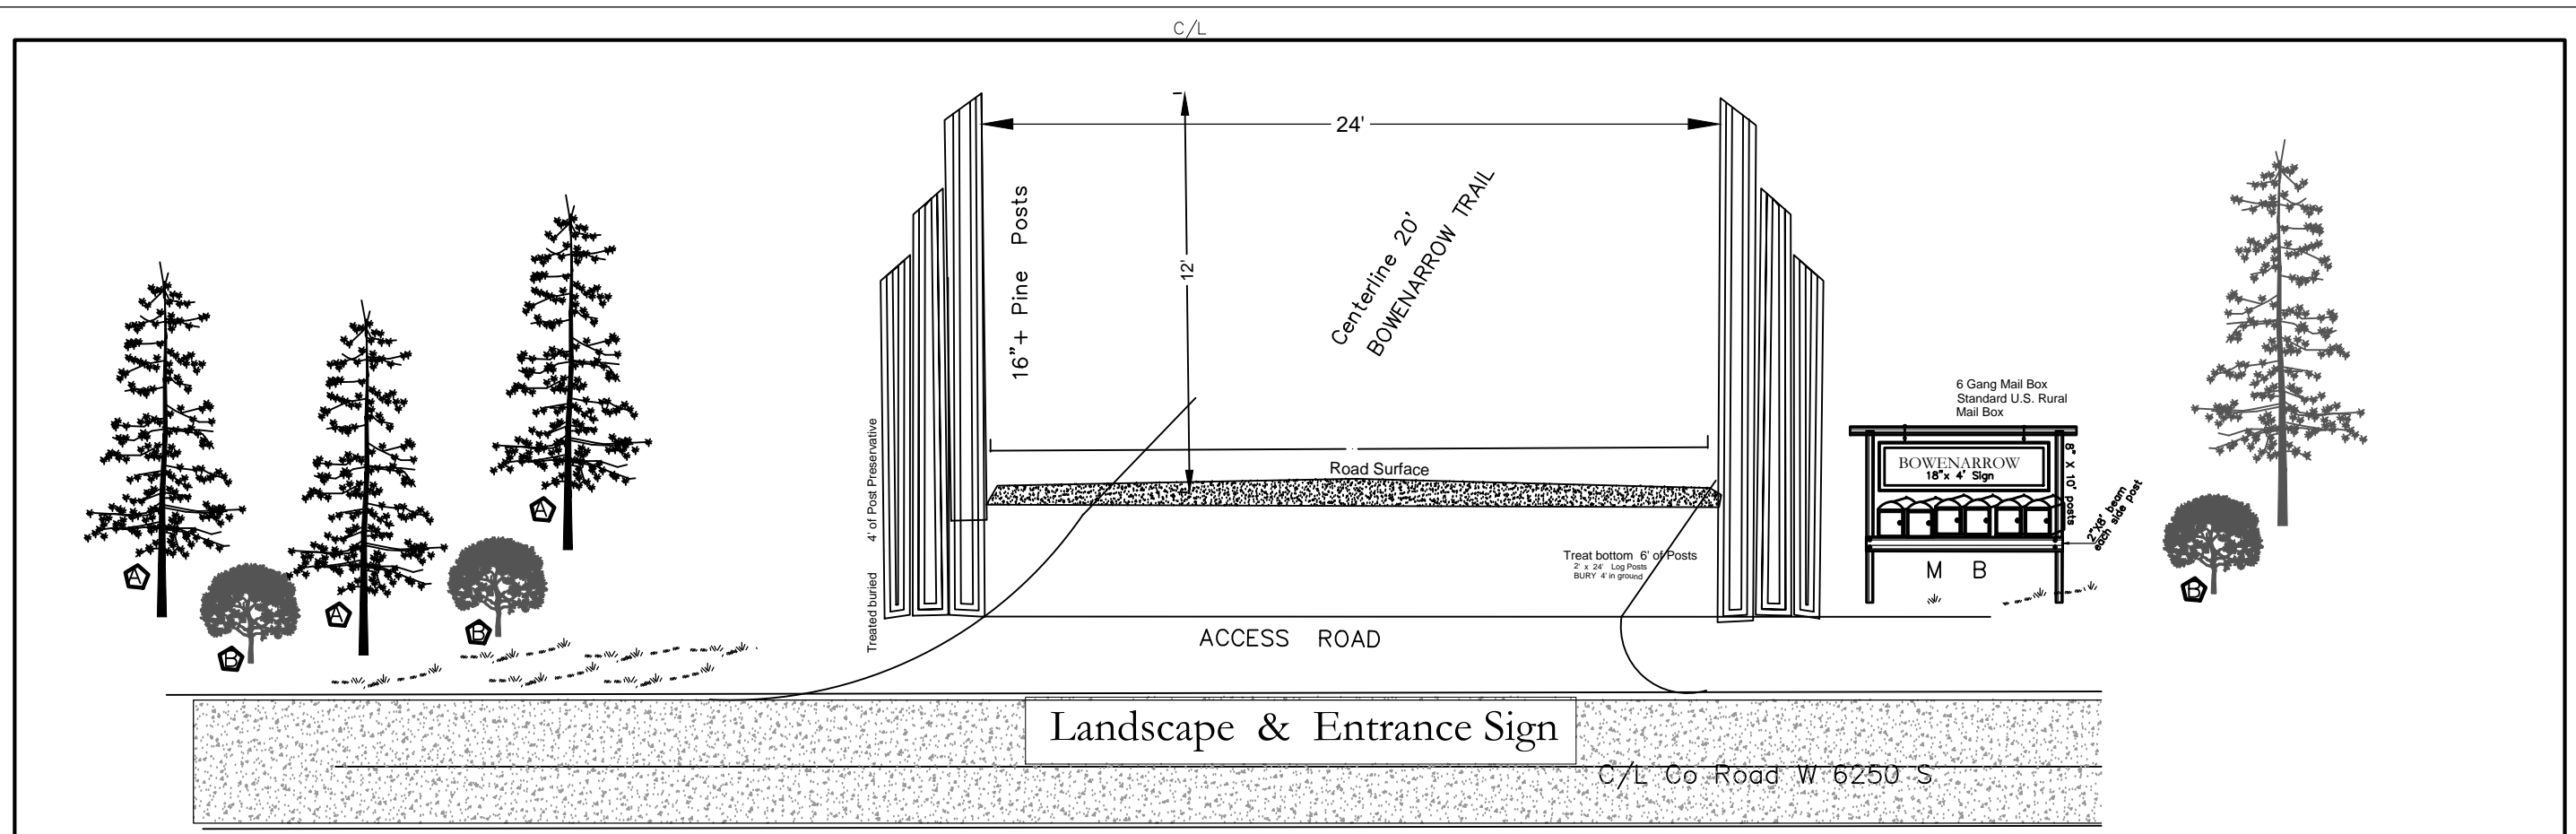 C/L
24'
16"+ Pine Posts
12'
Centerline 20'
BOWENARROW TRAIL
4' of Post Preservative
Treated buried
Road Surface
6 Gang Mail Box
Standard U.S. Rural
Mail Box
BOWENARROW
18"x 4' Sign
8" X 10' posts
2"X8' beam
each side post
A
A
A
B
B
B
Treat bottom 6' of Posts
2' x 24' Log Posts
BURY 4' in ground
M B
ACCESS ROAD
Landscape & Entrance Sign
C/L Co Road W 6250 S